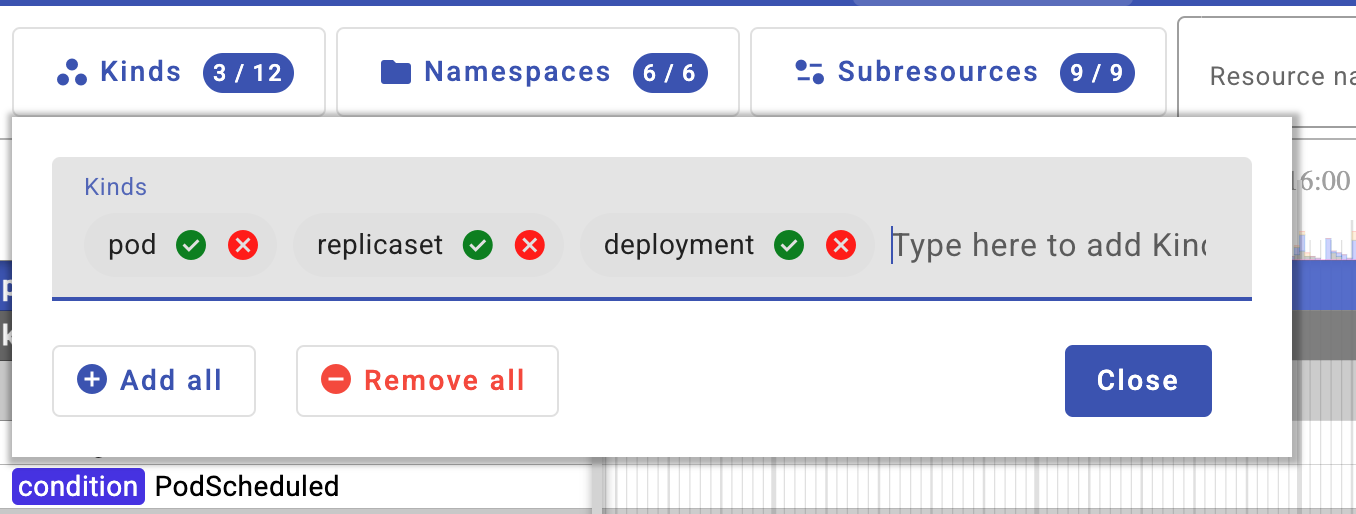 Kinds 3 / 12 Namespaces 6 / 6 Subresources 9 / 9 Resource na
Kinds
16:00
pod replicaset deployment Type here to add Kin
Add all Remove all Close
condition PodScheduled